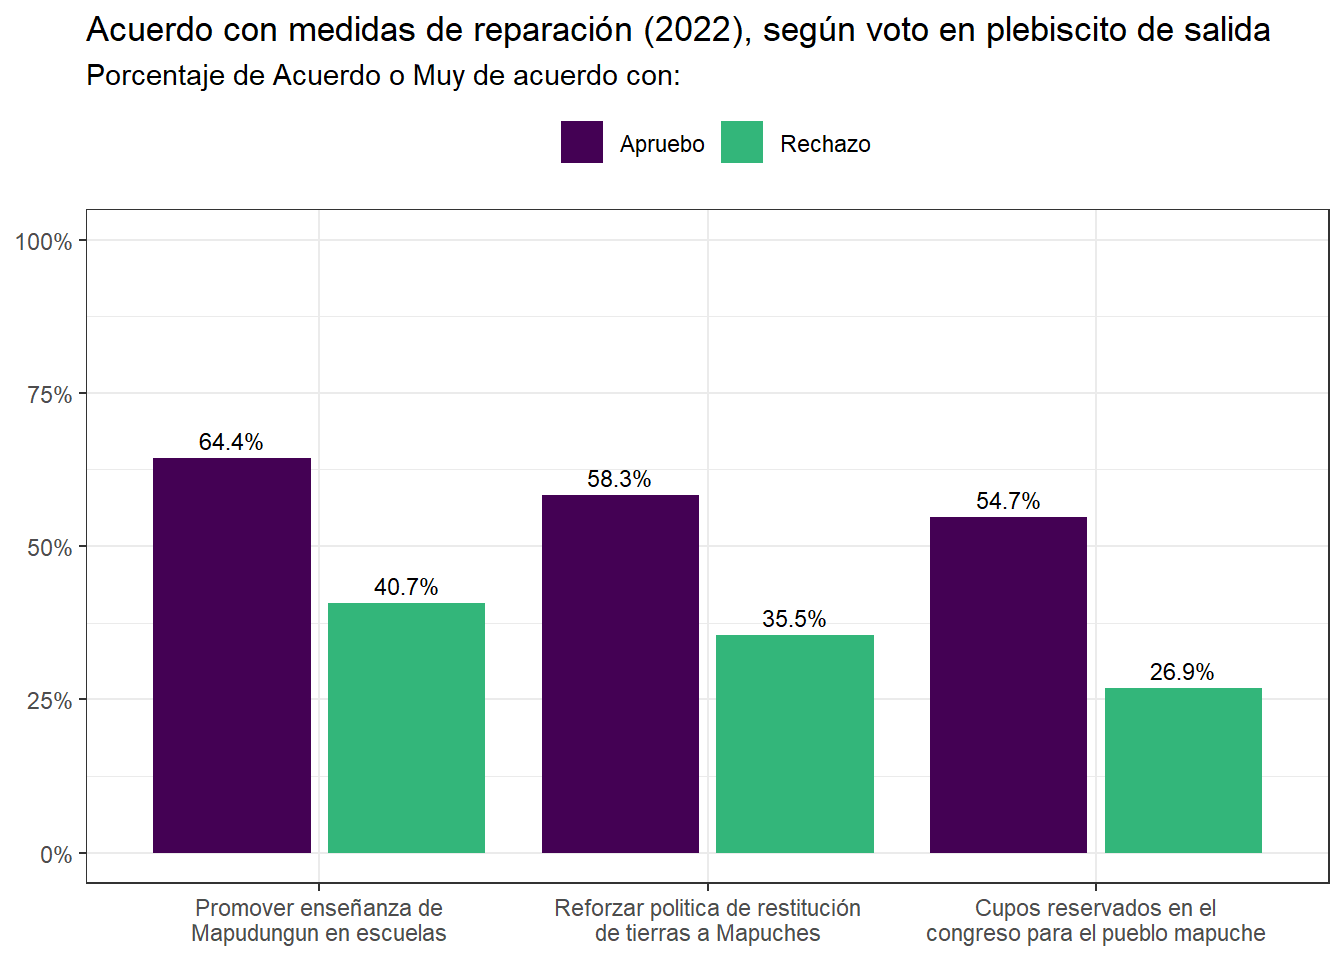 Acuerdo con medidas de reparación (2022), según voto en plebiscito de salida
Porcentaje de Acuerdo o Muy de acuerdo con:
Apruebo Rechazo
100%
75%
50%
25%
0%
64.4%
40.7%
58.3%
35.5%
54.7%
26.9%
Promover enseñanza de
Mapudungun en escuelas
Reforzar politica de restitución
de tierras a Mapuches
Cupos reservados en el
congreso para el pueblo mapuche